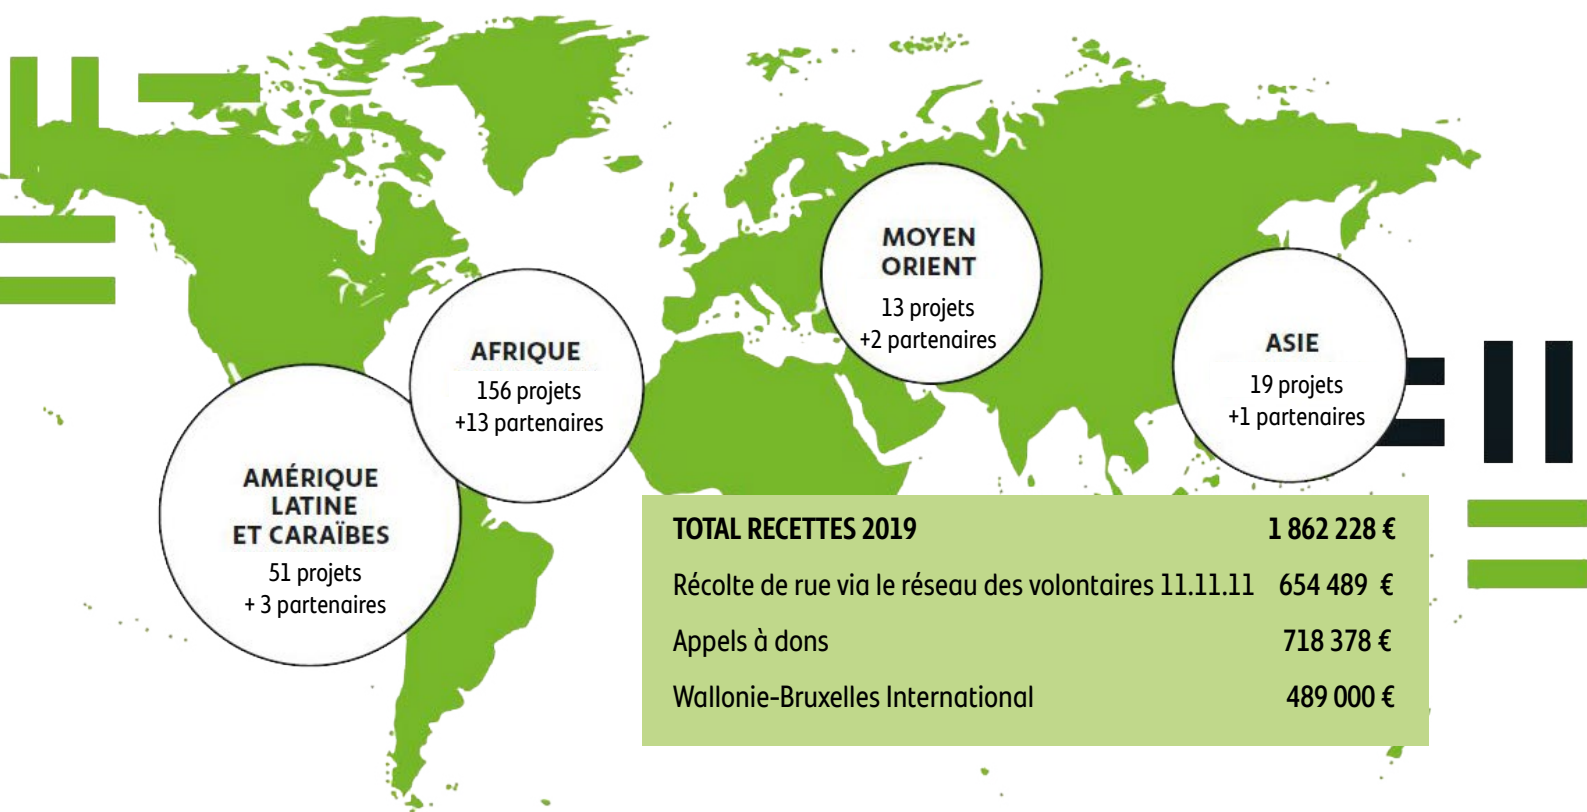 MOYEN
ORIENT
13 projets
+2 partenaires
AFRIQUE
156 projets
+13 partenaires
ASIE
19 projets
+1 partenaires
AMÉRIQUE
LATINE
ET CARAÏBES
51 projets
+ 3 partenaires
TOTAL RECETTES 2019 1 862 228 €
Récolte de rue via le réseau des volontaires 11.11.11 654 489 €
Appels à dons 718 378 €
Wallonie-Bruxelles International 489 000 €